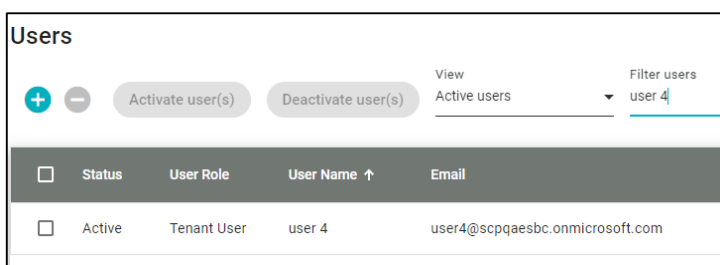 Users
View
Filter users
Activate user(s) Deactivate user(s) Active users user 4
Status User Role User Name ↑ Email
Active Tenant User user 4 user4@scpqaesbc.onmicrosoft.com